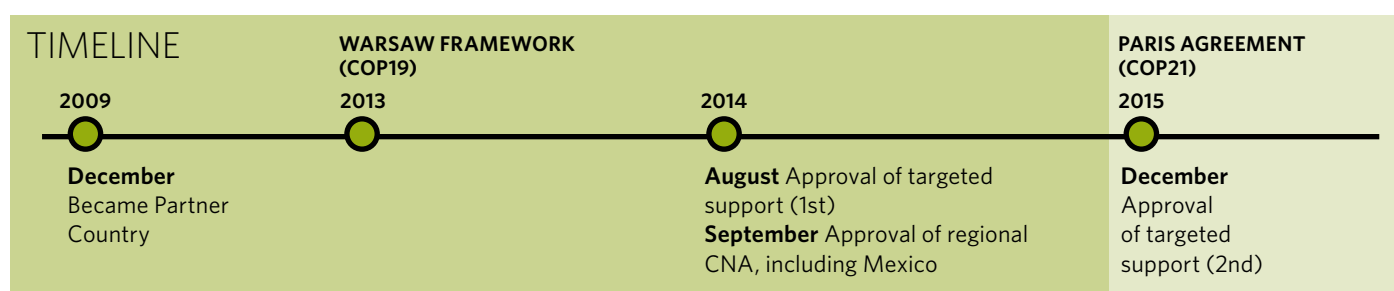 TIMELINE
WARSAW FRAMEWORK
(COP19)
PARIS AGREEMENT
(COP21)
2009
2013
2014
2015
December
Became Partner
Country
August Approval of targeted
support (1st)
September Approval of regional
CNA, including Mexico
December
Approval
of targeted
support (2nd)